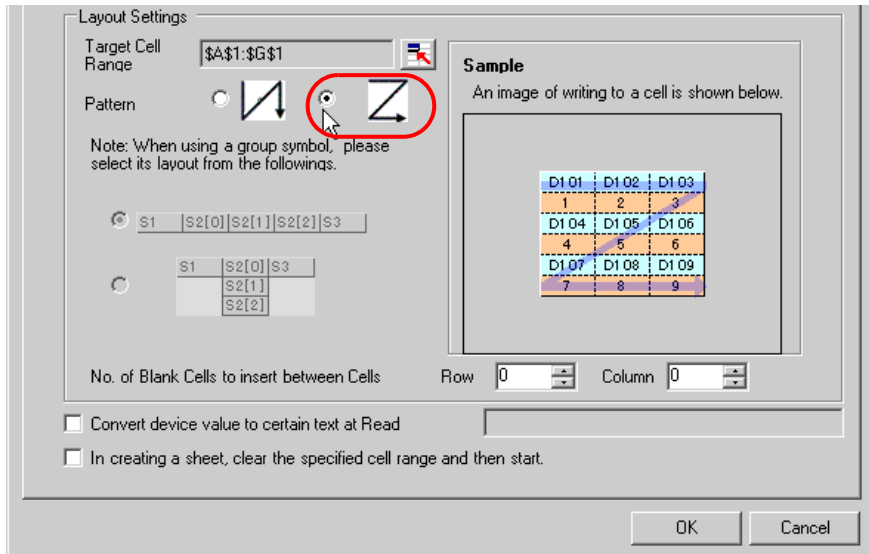 Layout Settings
Target Cell
Range
$A$1:$G$1
Pattern
Note: When using a group symbol, please
select its layout from the followings.
S1 S2[0] S2[1] S2[2] S3
S1 S2[0] S3
S2[1]
S2[2]
Sample
An image of writing to a cell is shown below.
D1 01 D1 02 D1 03
1 2 3
D1 04 D1 05 D1 06
4 5 6
D1 07 D1 08 D1 09
7 8 9
No. of Blank Cells to insert between Cells Row 0 Column 0
Convert device value to certain text at Read
In creating a sheet, clear the specified cell range and then start.
OK Cancel